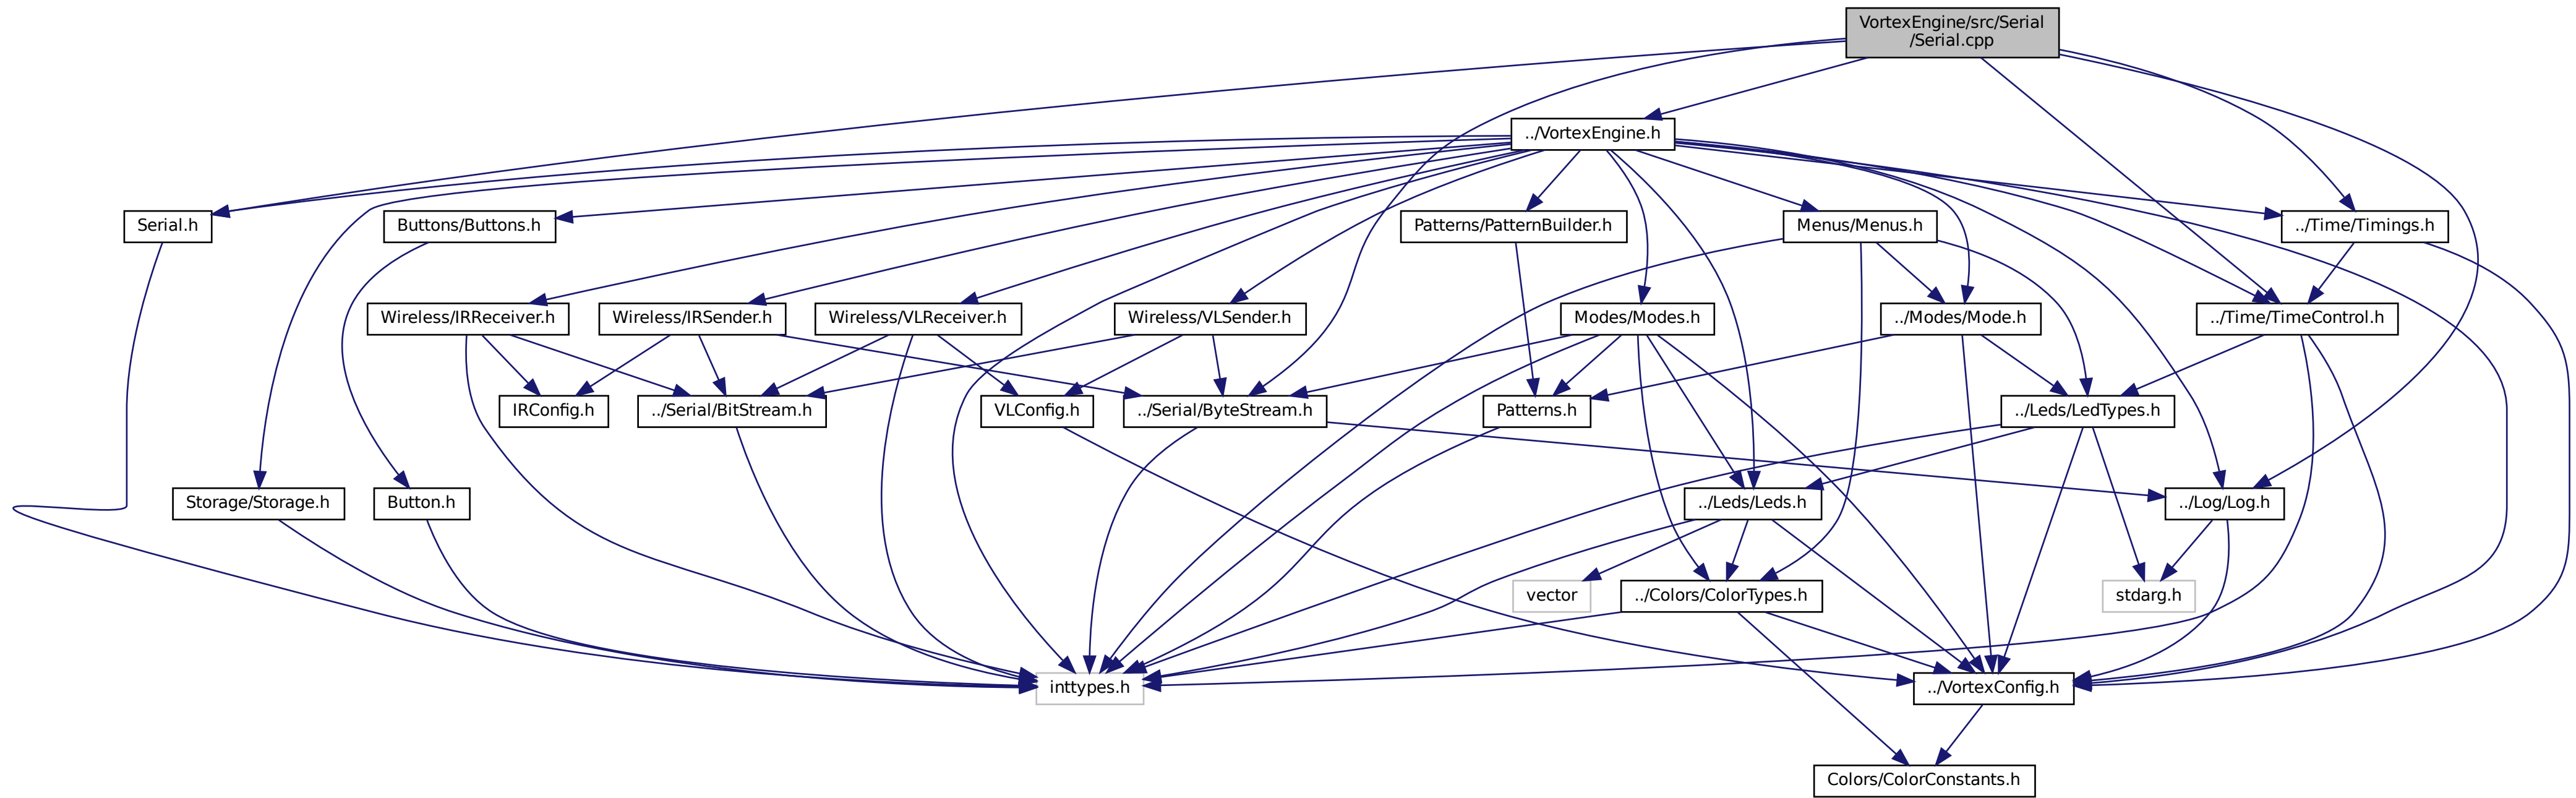 VortexEngine/src/Serial
/Serial.cpp
../VortexEngine.h
Serial.h
Buttons/Buttons.h
Patterns/PatternBuilder.h
Menus/Menus.h
../Time/Timings.h
Wireless/IRReceiver.h
Wireless/IRSender.h
Wireless/VLReceiver.h
Wireless/VLSender.h
Modes/Modes.h
../Modes/Mode.h
../Time/TimeControl.h
IRConfig.h
../Serial/BitStream.h
VLConfig.h
../Serial/ByteStream.h
Patterns.h
../Leds/LedTypes.h
Storage/Storage.h
Button.h
../Leds/Leds.h
../Log/Log.h
vector
../Colors/ColorTypes.h
stdarg.h
inttypes.h
../VortexConfig.h
Colors/ColorConstants.h